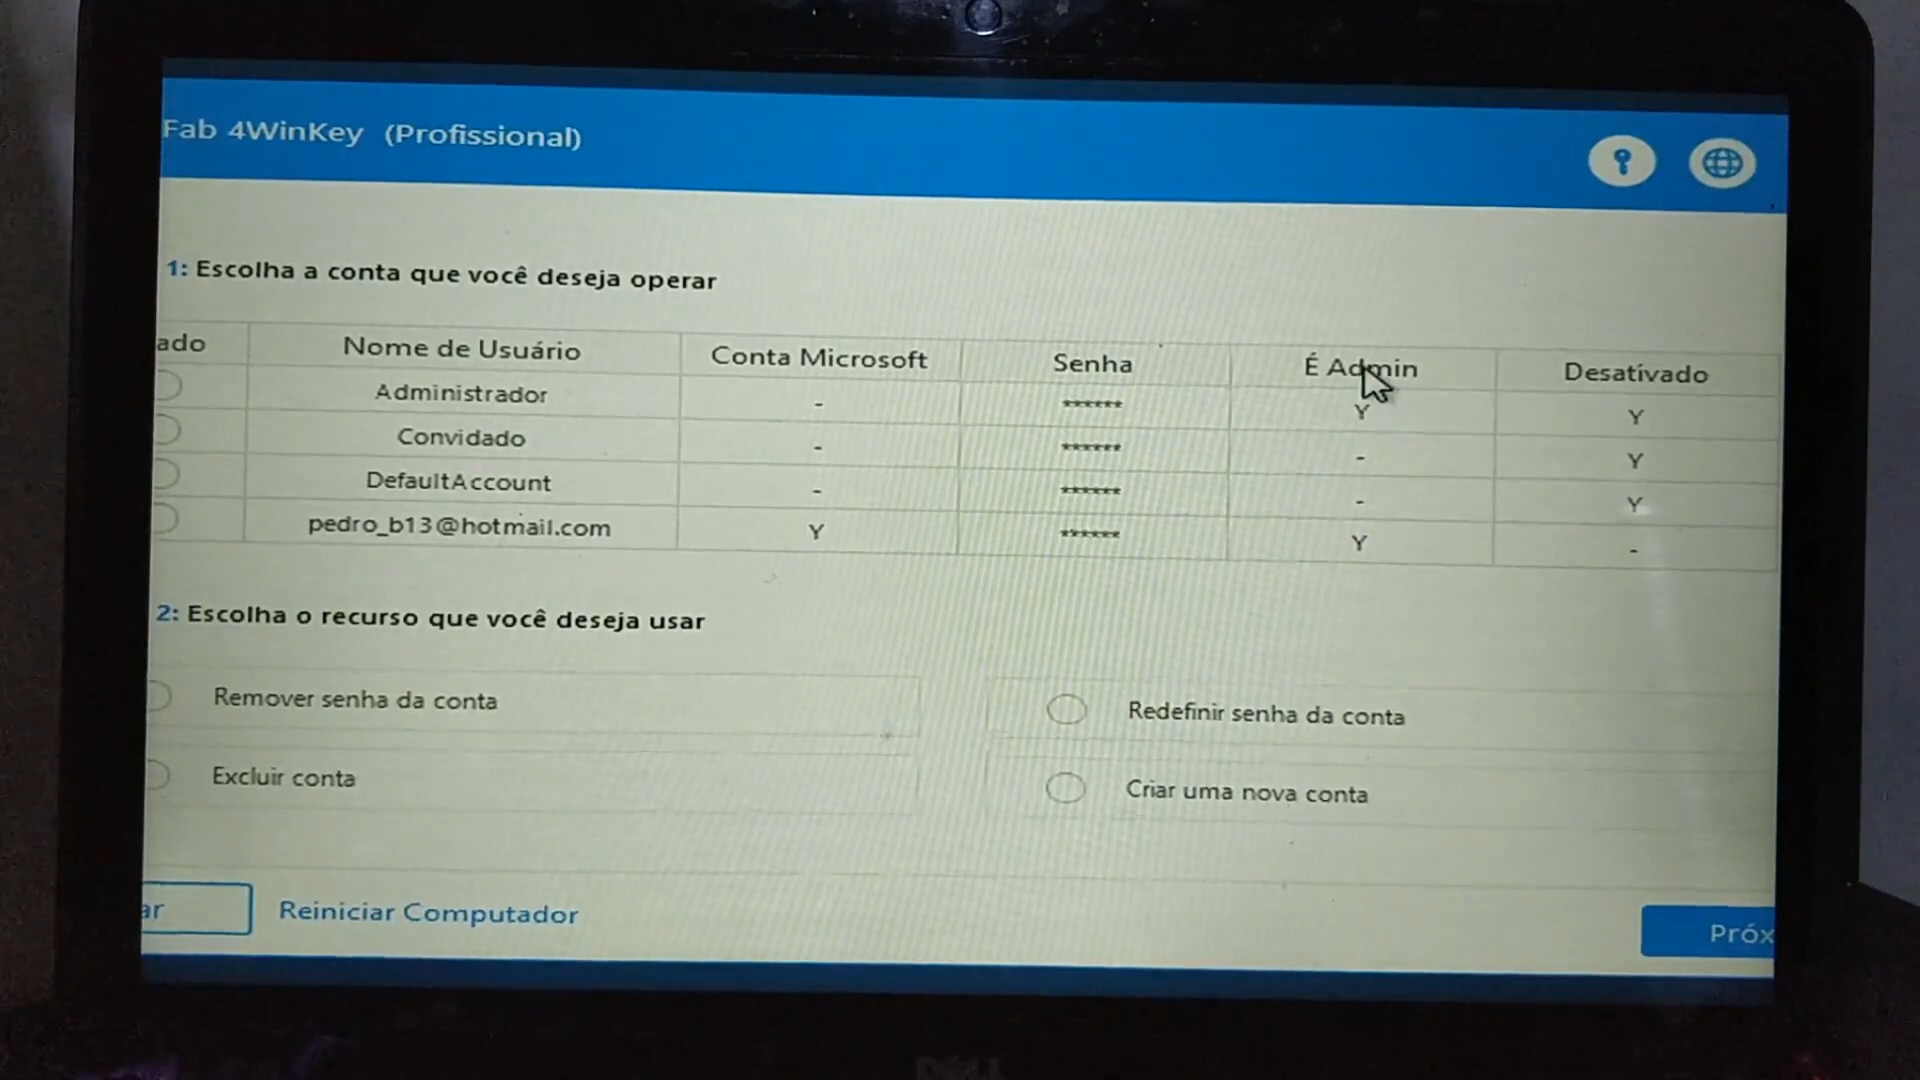 Fab 4WinKey (Profissional)
1: Escolha a conta que você deseja operar
ado Nome de Usuário Conta Microsoft Senha É Admin Desativado
Administrador - ****** Y Y
Convidado - ****** - Y
DefaultAccount - ****** - Y
pedro_b13@hotmail.com Y ****** Y -
2: Escolha o recurso que você deseja usar
Remover senha da conta Redefinir senha da conta
Excluir conta Criar uma nova conta
ar Reiniciar Computador Próx
DELL